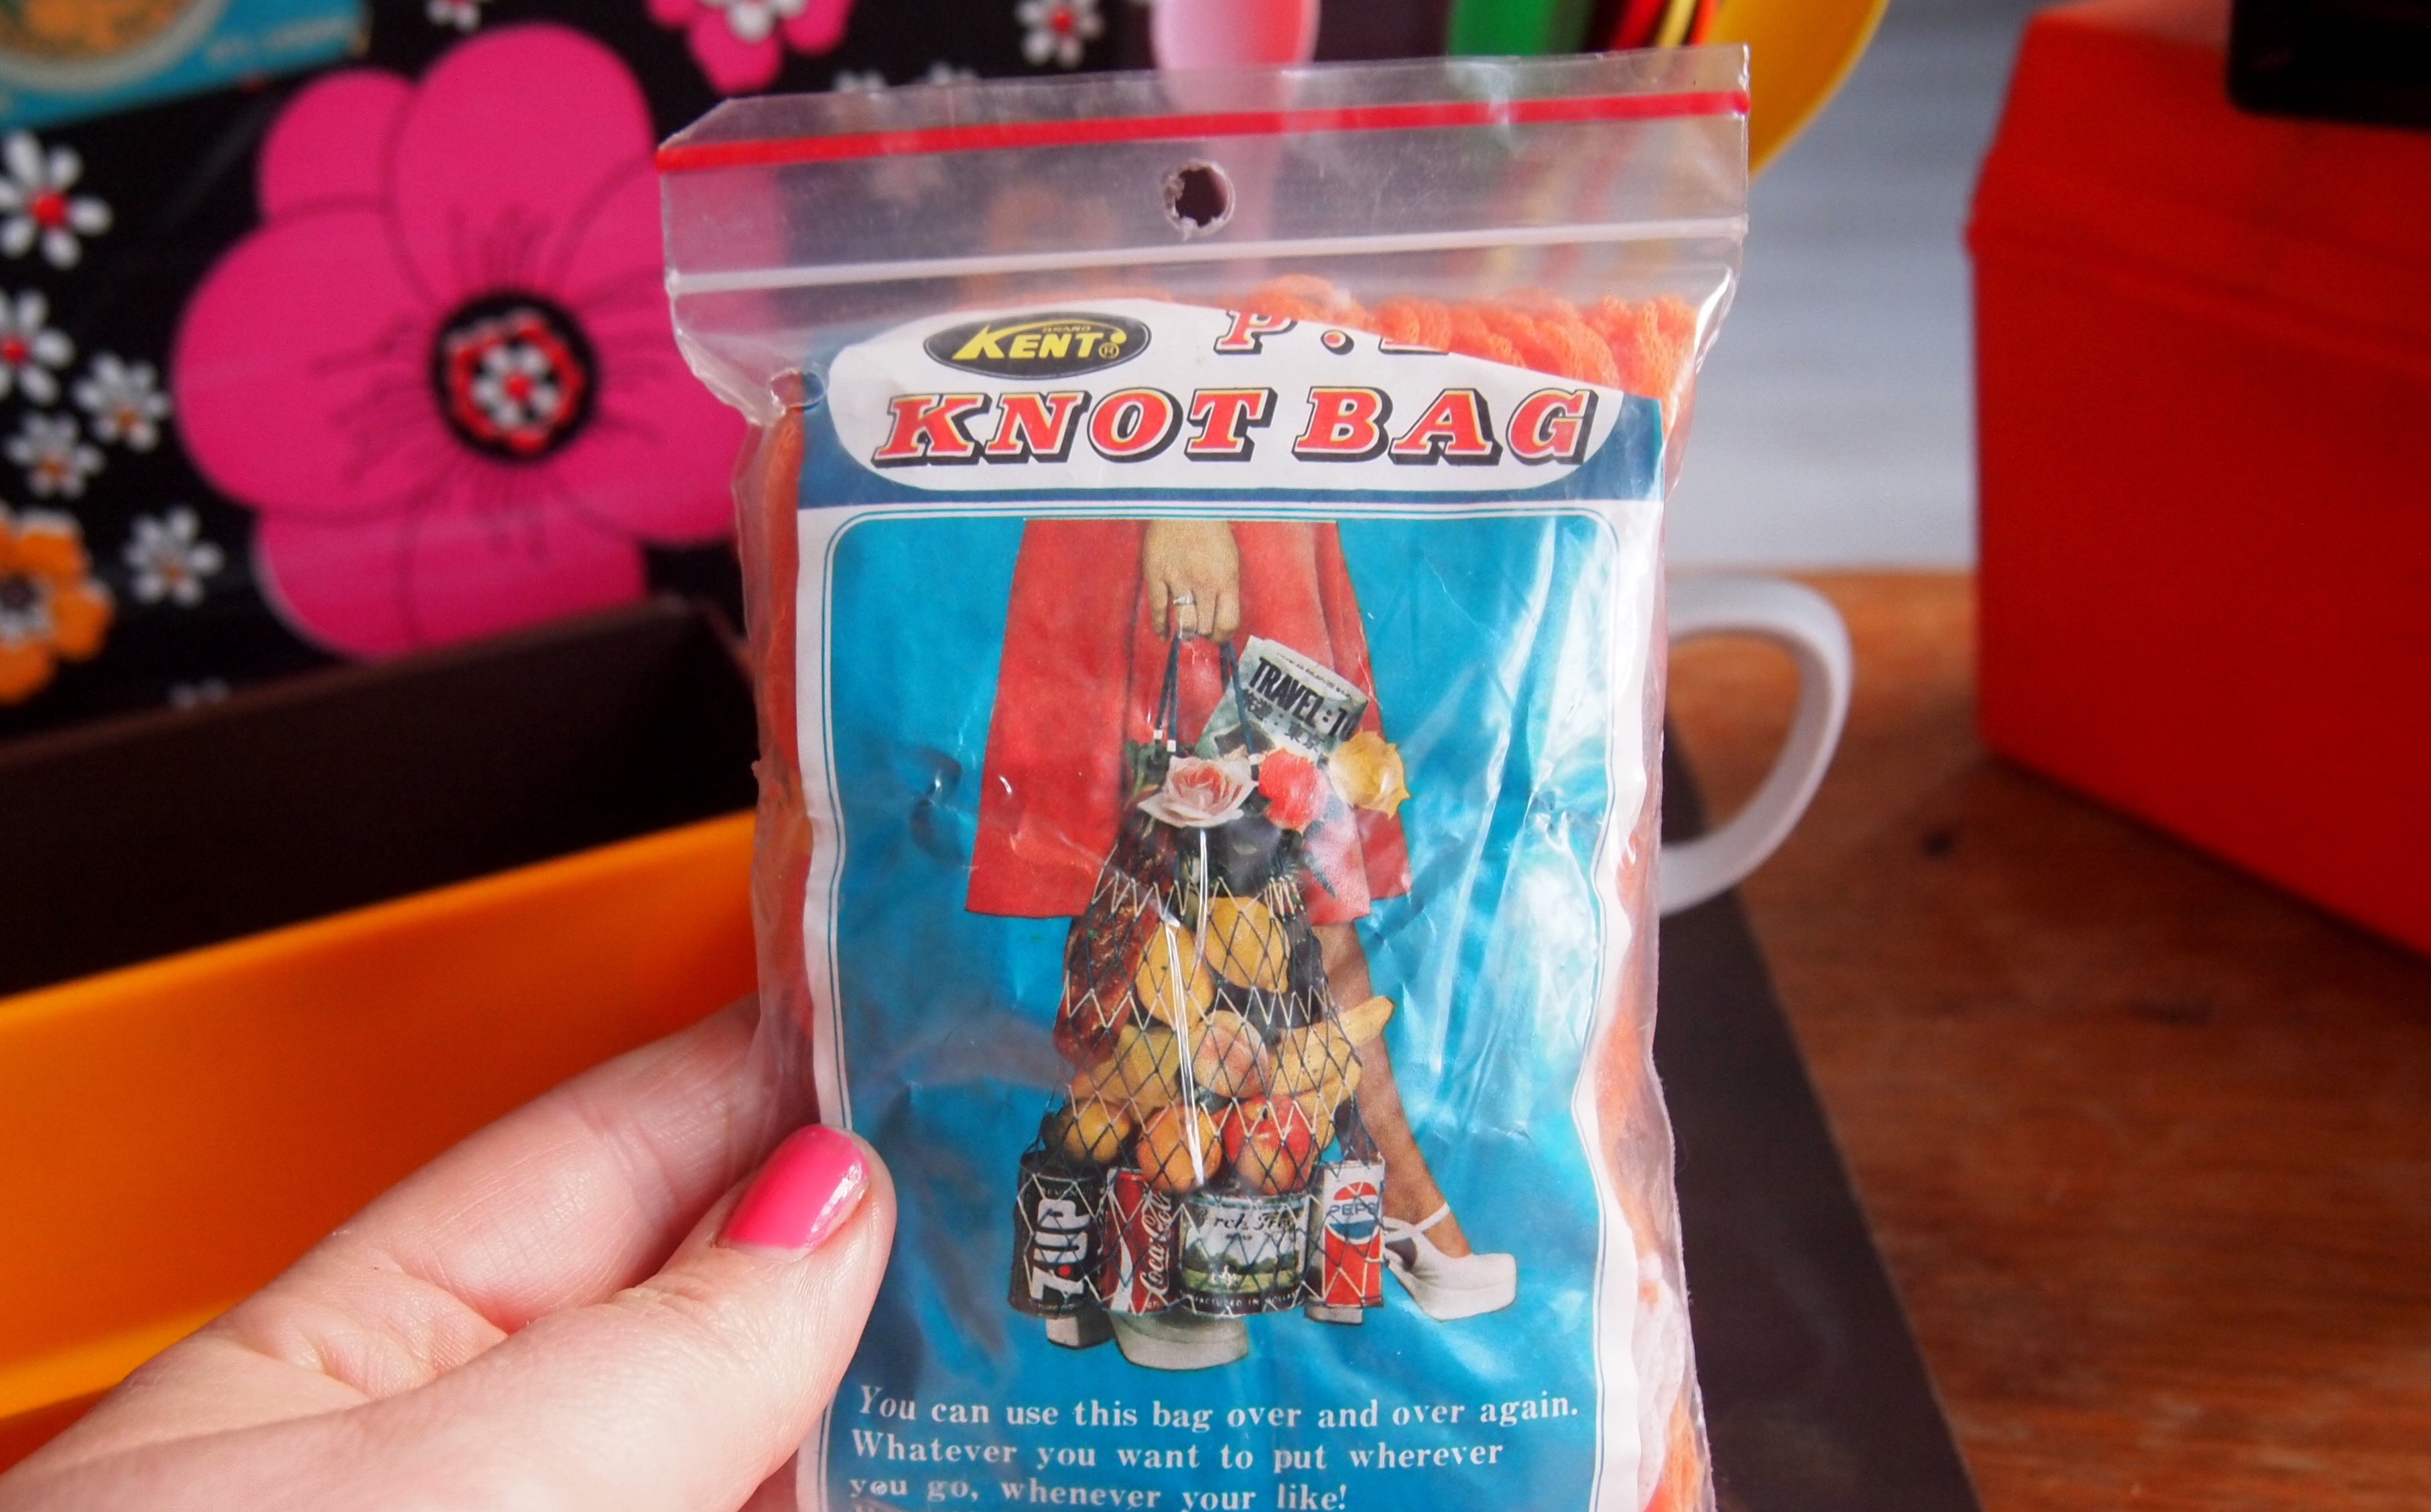 BRAND
KENT®
P.
KNOT BAG
TRAVEL:
7UP
Coca-Cola
PEPSI
You can use this bag over and over again.
Whatever you want to put wherever
you go, whenever your like!